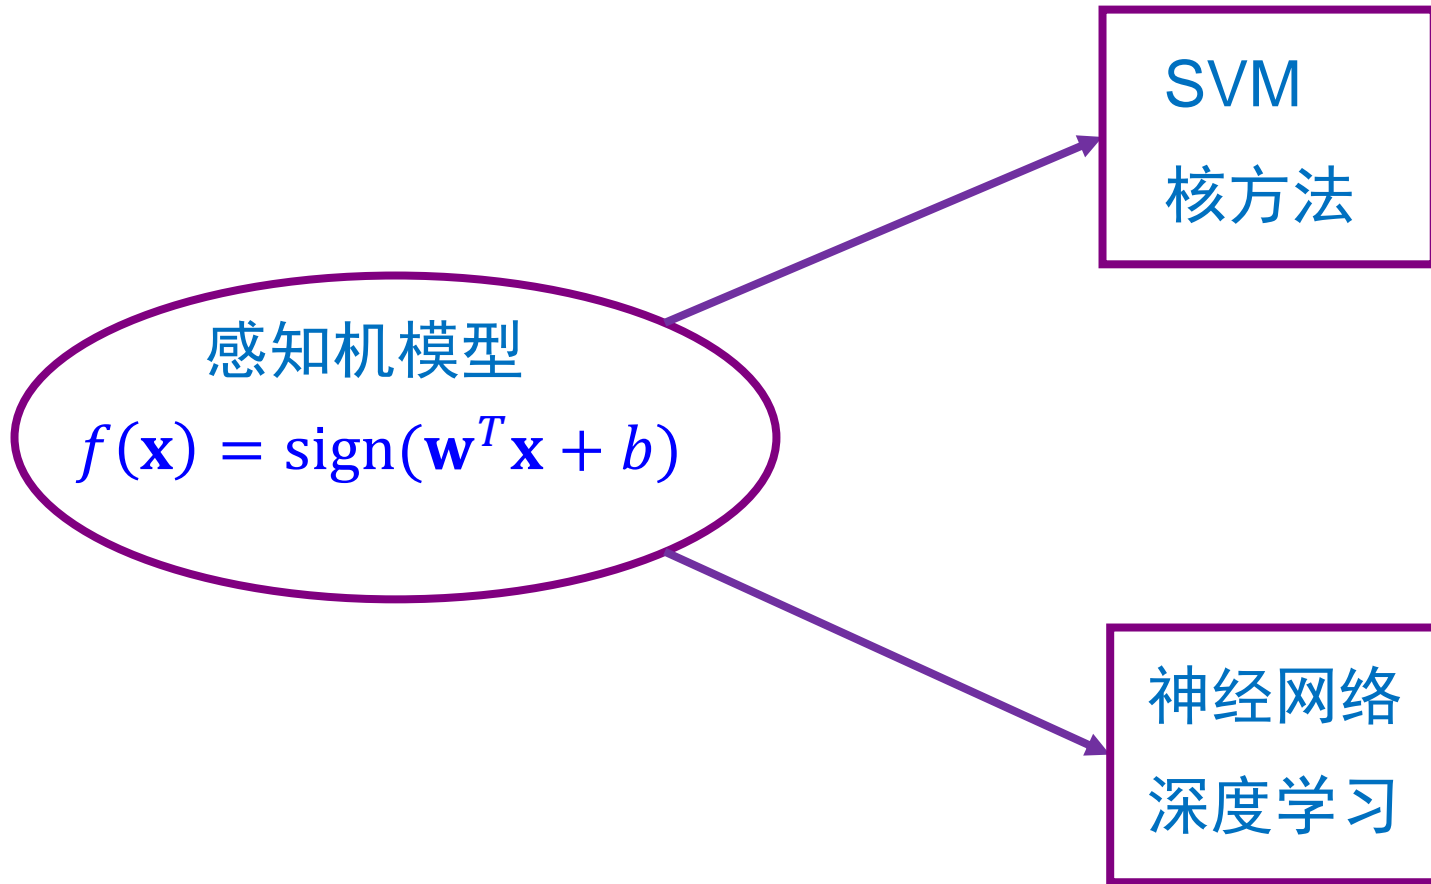 SVM
核方法
感知机模型
f(x) = sign(w^T x + b)
神经网络
深度学习